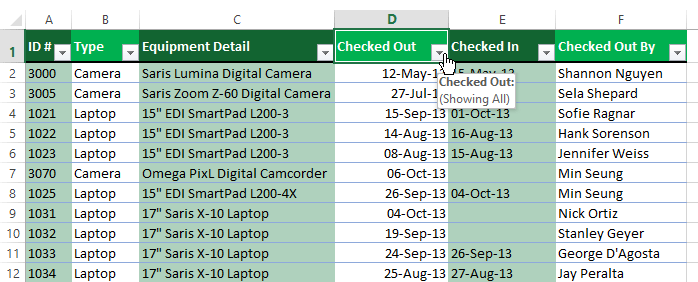 A B C D E F
1 ID # Type Equipment Detail Checked Out Checked In Checked Out By
2 3000 Camera Saris Lumina Digital Camera 12-May-1 Shannon Nguyen
3 3005 Camera Saris Zoom Z-60 Digital Camera 27-Jul-1 Checked Out: Sela Shepard
(Showing All)
4 1021 Laptop 15" EDI SmartPad L200-3 15-Sep-13 01-Oct-13 Sofie Ragnar
5 1022 Laptop 15" EDI SmartPad L200-3 14-Aug-13 16-Aug-13 Hank Sorenson
6 1023 Laptop 15" EDI SmartPad L200-3 08-Aug-13 15-Aug-13 Jennifer Weiss
7 3070 Camera Omega PixL Digital Camcorder 06-Oct-13 Min Seung
8 1025 Laptop 15" EDI SmartPad L200-4X 26-Sep-13 04-Oct-13 Min Seung
9 1031 Laptop 17" Saris X-10 Laptop 04-Oct-13 Nick Ortiz
10 1032 Laptop 17" Saris X-10 Laptop 19-Sep-13 Stanley Geyer
11 1033 Laptop 17" Saris X-10 Laptop 24-Sep-13 26-Sep-13 George D'Agosta
12 1034 Laptop 17" Saris X-10 Laptop 25-Aug-13 27-Aug-13 Jay Peralta